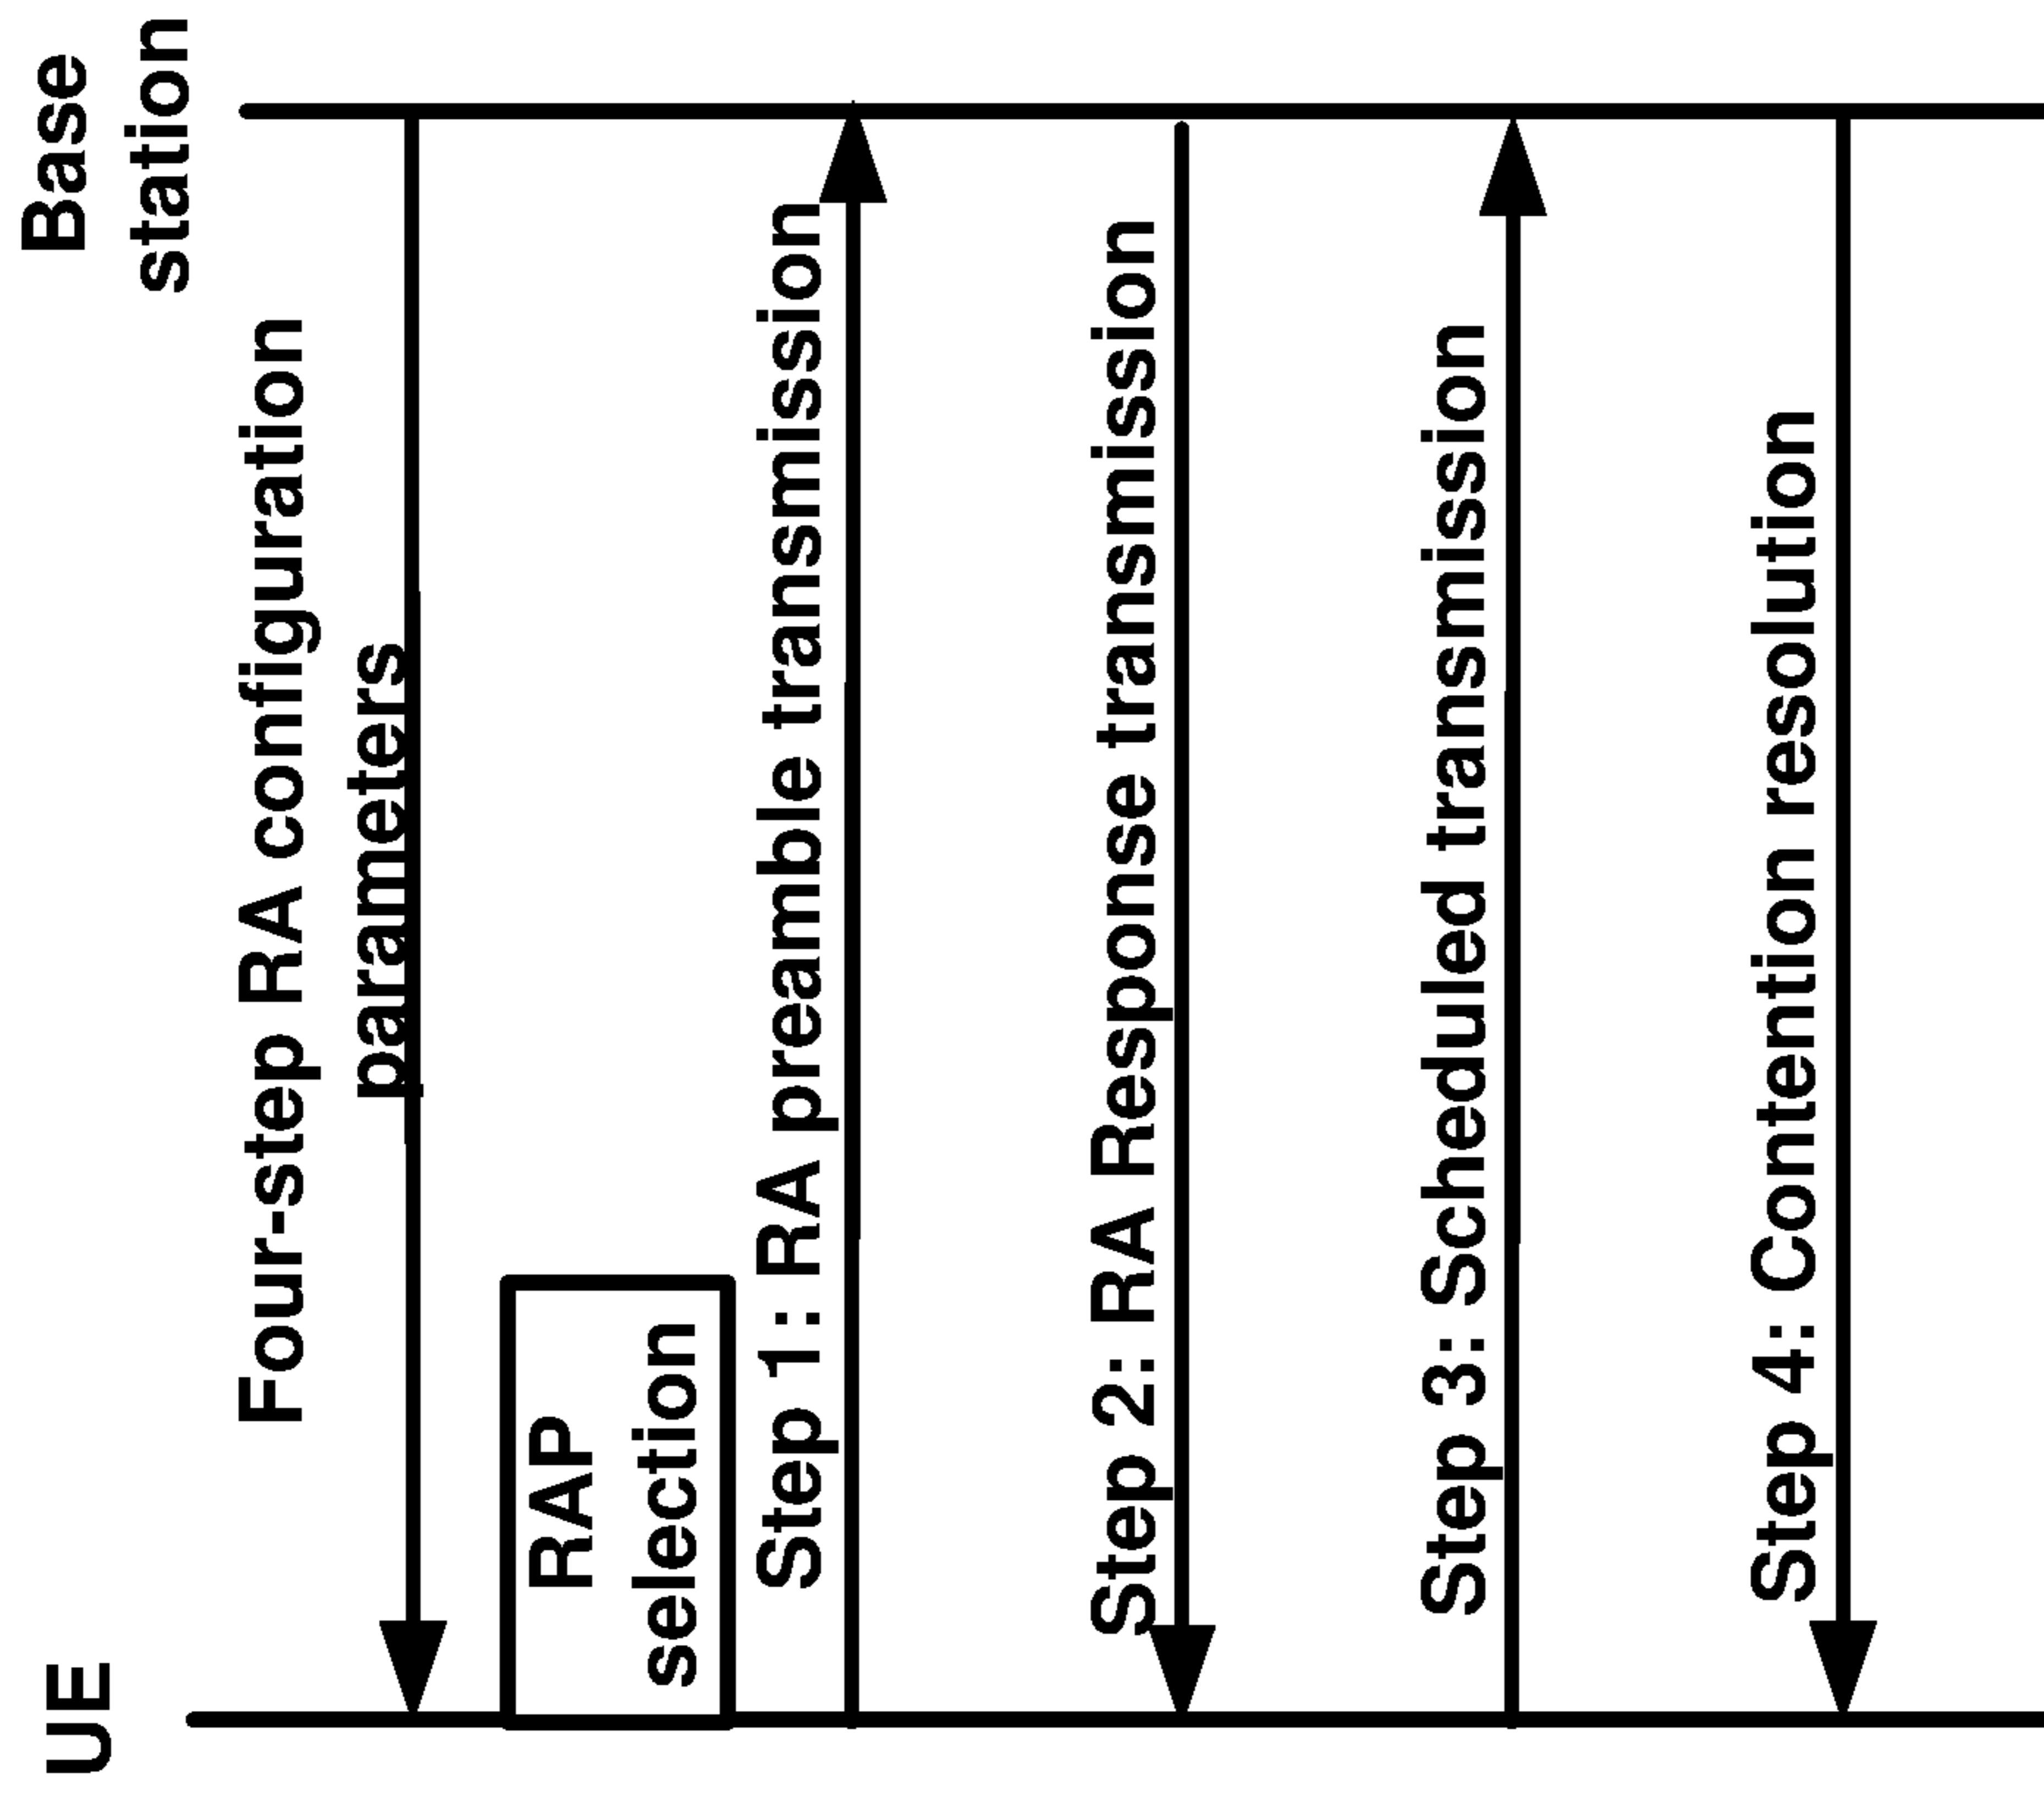 UE
Base
station
Four-step RA configuration
parameters
RAP
selection
Step 1: RA preamble transmission
Step 2: RA Response transmission
Step 3: Scheduled transmission
Step 4: Contention resolution